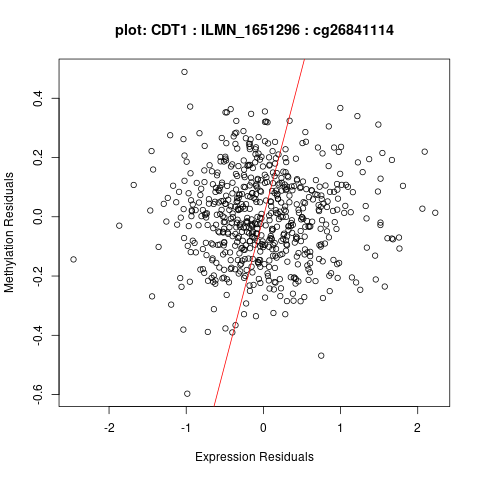 plot: CDT1 : ILMN_1651296 : cg26841114
Methylation Residuals
0.4
0.2
0.0
-0.2
-0.4
-0.6
-2 -1 0 1 2
Expression Residuals